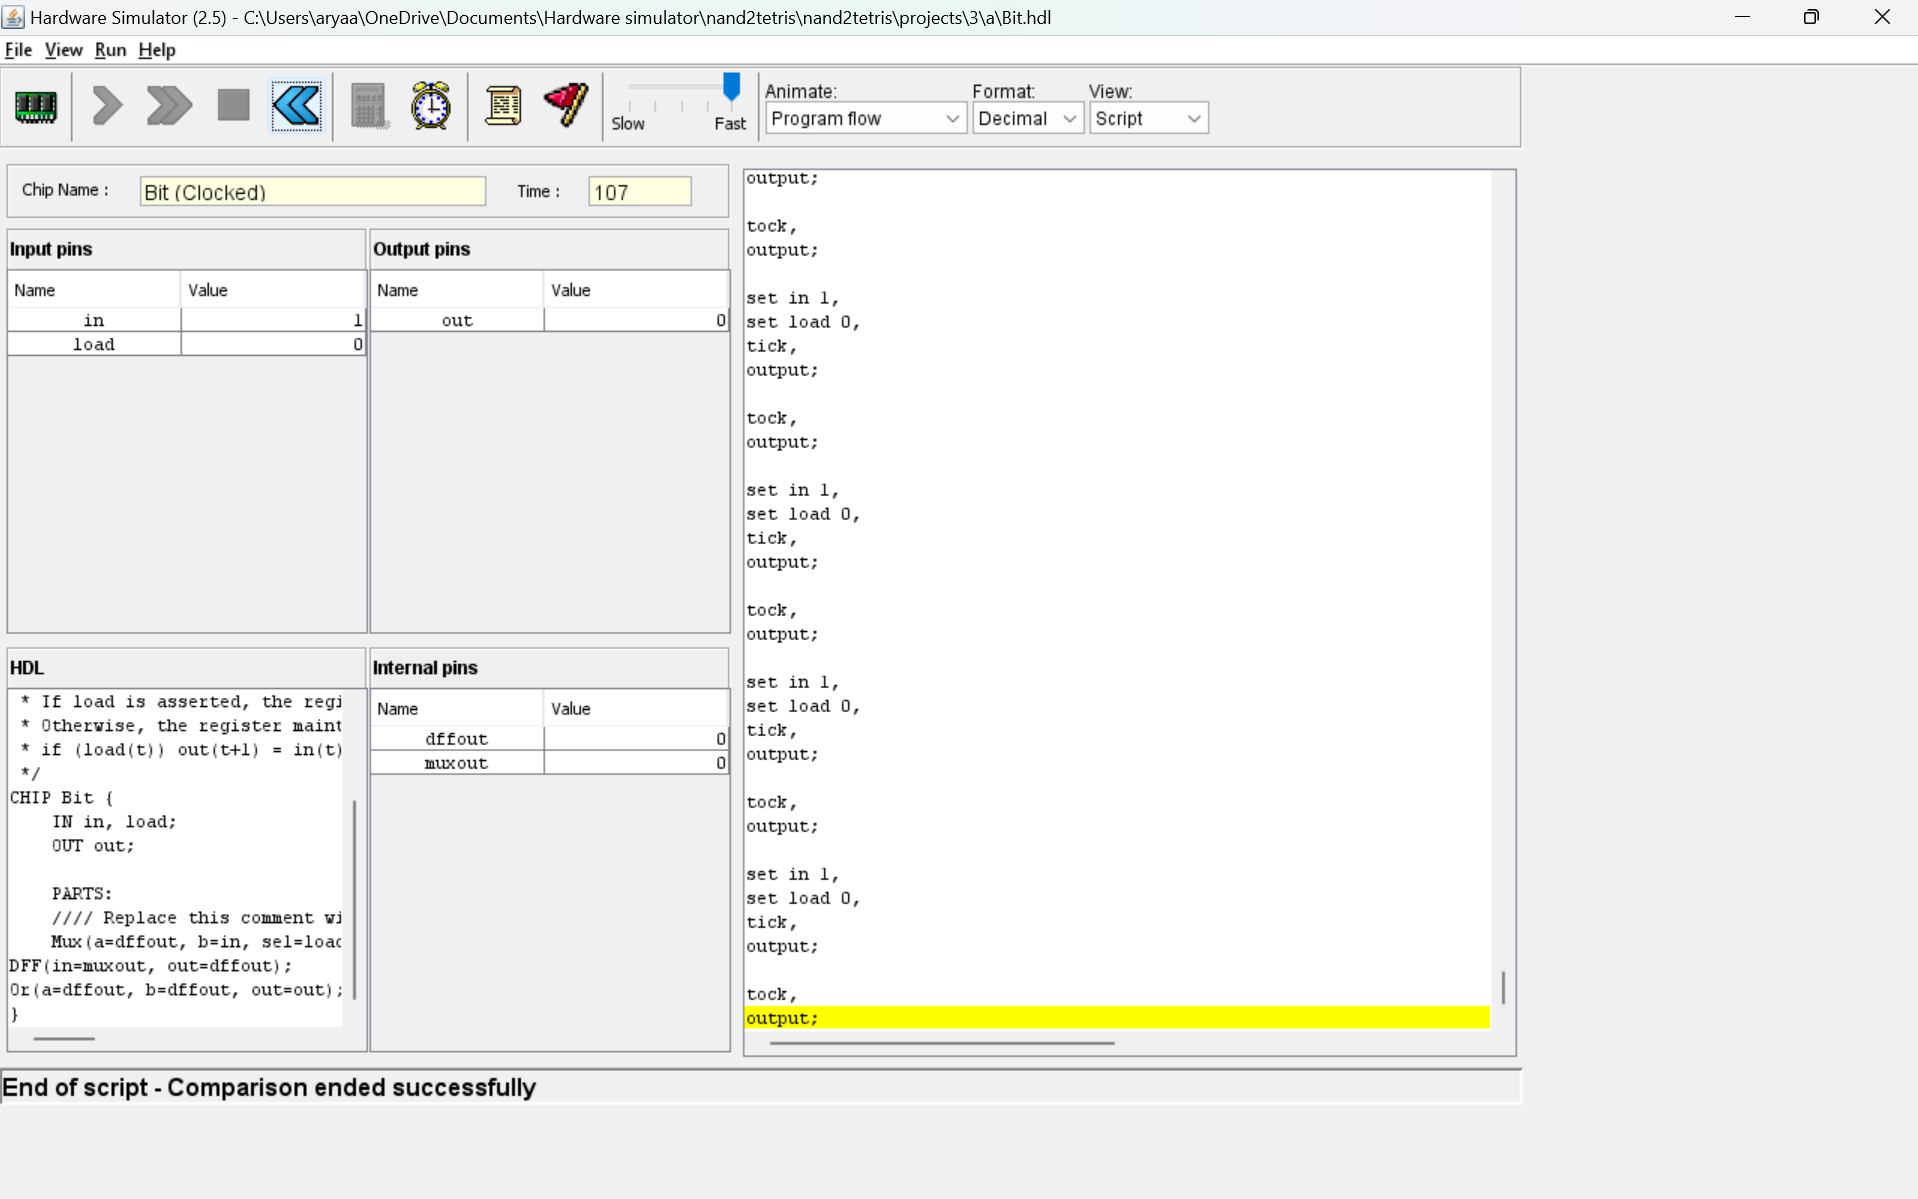 Hardware Simulator (2.5) - C:\Users\aryaa\OneDrive\Documents\Hardware simulator\nand2tetris\nand2tetris\projects\3\a\Bit.hdl
File View Run Help
Slow Fast
Animate:
Program flow
Format:
Decimal
View:
Script
Chip Name : Bit (Clocked) Time : 107
Input pins
Name Value
in 1
load 0
Output pins
Name Value
out 0
HDL
* If load is asserted, the regi
* Otherwise, the register maint
* if (load(t)) out(t+1) = in(t)
*/
CHIP Bit {
IN in, load;
OUT out;
PARTS:
//// Replace this comment wi
Mux(a=dffout, b=in, sel=load
DFF(in=muxout, out=dffout);
Or(a=dffout, b=dffout, out=out);
}
Internal pins
Name Value
dffout 0
muxout 0
output;
tock,
output;
set in 1,
set load 0,
tick,
output;
tock,
output;
set in 1,
set load 0,
tick,
output;
tock,
output;
set in 1,
set load 0,
tick,
output;
tock,
output;
set in 1,
set load 0,
tick,
output;
tock,
output;
End of script - Comparison ended successfully